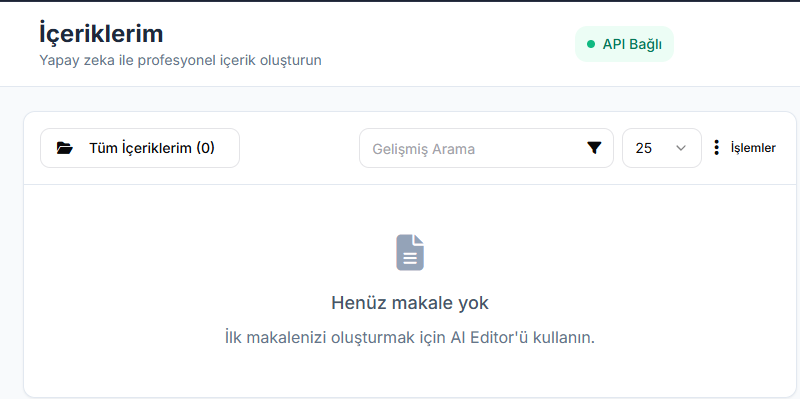 İçeriklerim
Yapay zeka ile profesyonel içerik oluşturun
API Bağlı
Tüm İçeriklerim (0)
Gelişmiş Arama
25
İşlemler
Henüz makale yok
İlk makalenizi oluşturmak için AI Editor'ü kullanın.